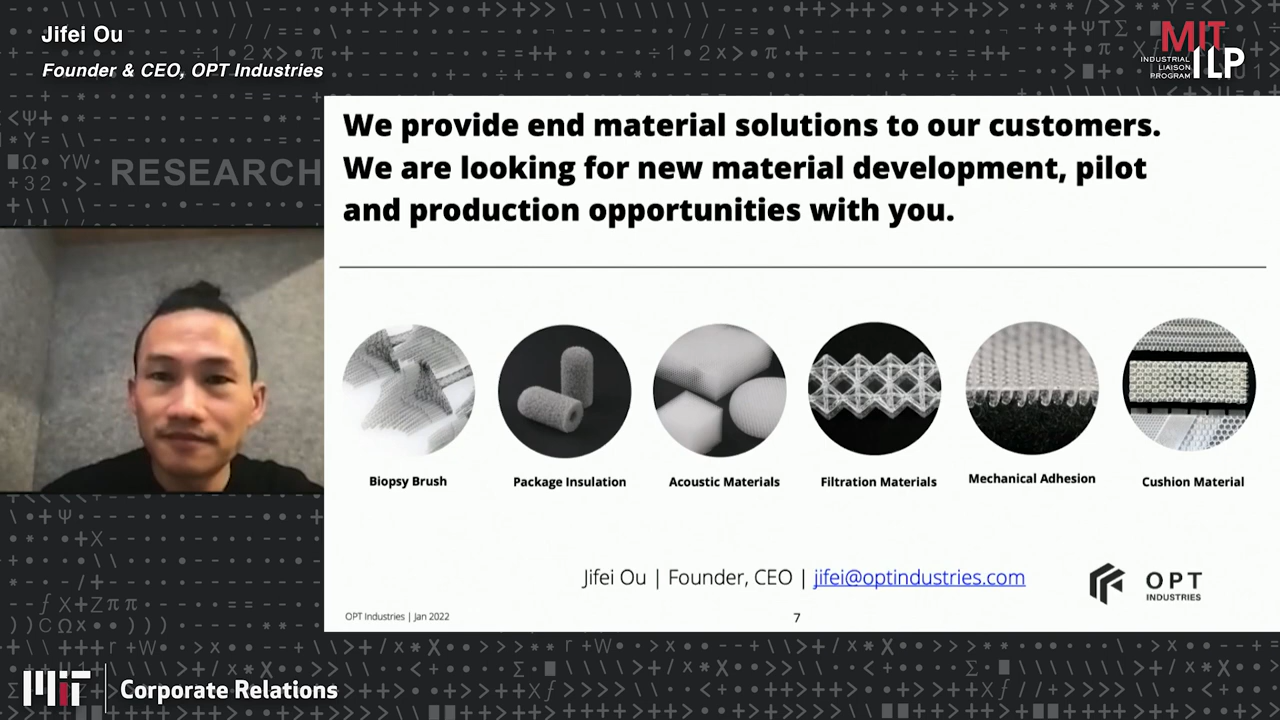 Jifei Ou
Founder & CEO, OPT Industries
MIT
INDUSTRIAL
LIAISON
PROGRAM
ILP
RESEARCH
We provide end material solutions to our customers.
We are looking for new material development, pilot
and production opportunities with you.
Biopsy Brush
Package Insulation
Acoustic Materials
Filtration Materials
Mechanical Adhesion
Cushion Material
Jifei Ou | Founder, CEO | jifei@optindustries.com
OPT
INDUSTRIES
OPT Industries | Jan 2022
7
MIT
Corporate Relations